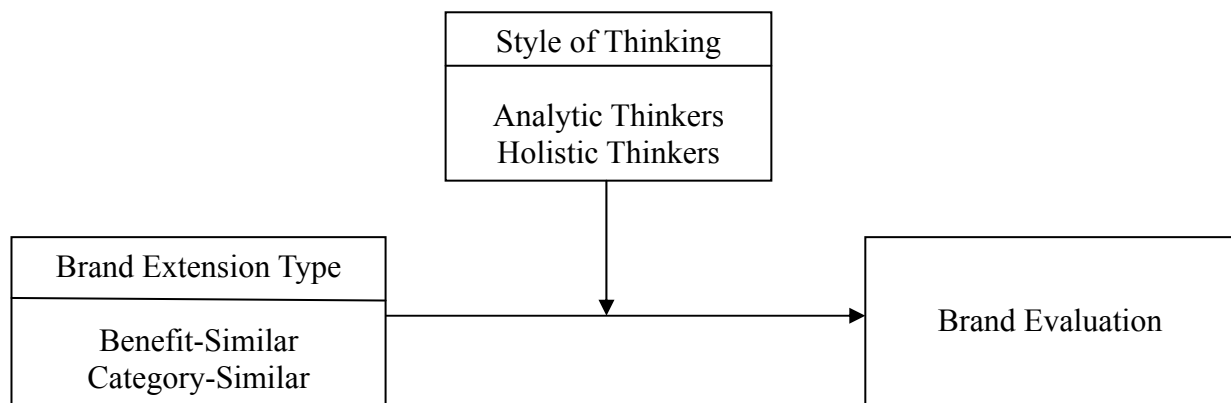 Style of Thinking
Analytic Thinkers
Holistic Thinkers
Brand Extension Type
Benefit-Similar
Category-Similar
Brand Evaluation